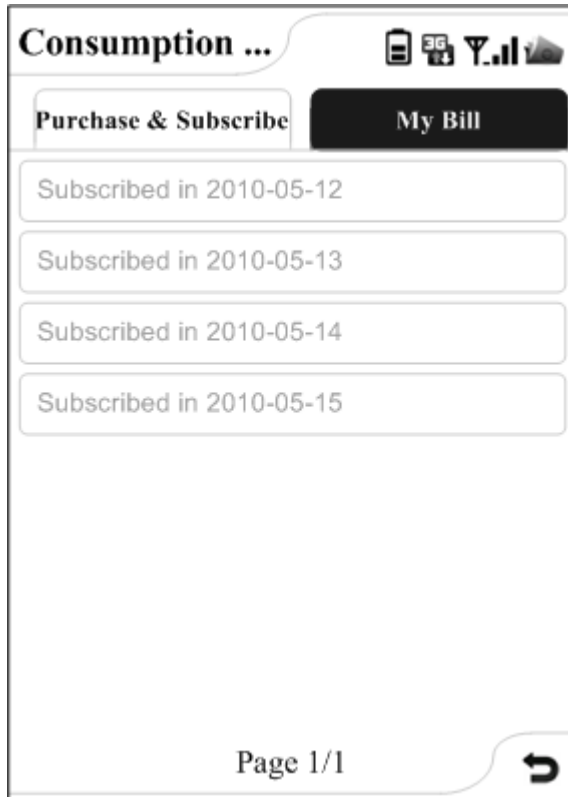 Consumption ...
3G
Purchase & Subscribe
My Bill
Subscribed in 2010-05-12
Subscribed in 2010-05-13
Subscribed in 2010-05-14
Subscribed in 2010-05-15
Page 1/1